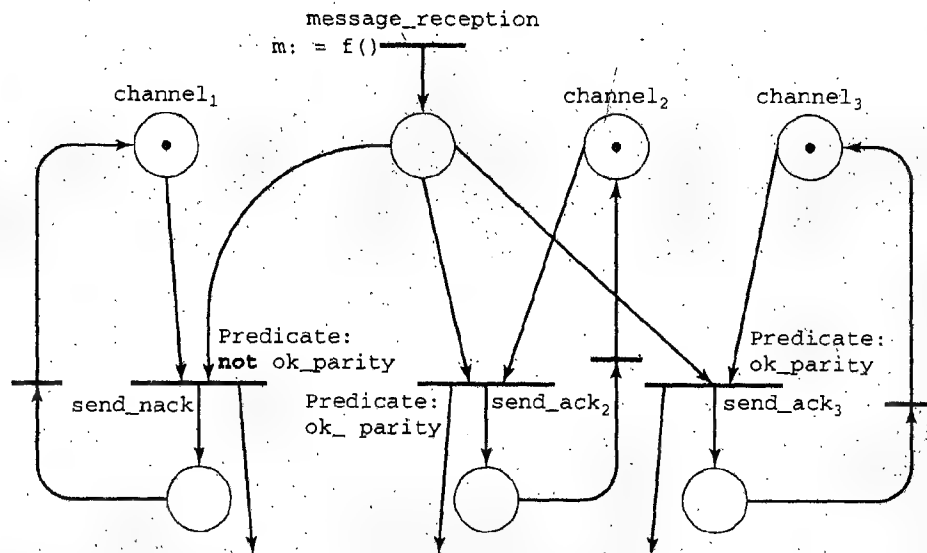 message_reception
m: = f()
channel₁
channel₂
channel₃
Predicate:
not ok_parity
Predicate:
ok_parity
send_nack
Predicate:
ok_ parity
send_ack₂
send_ack₃